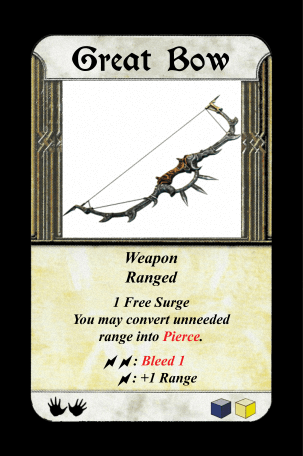 Great Bow
Weapon
Ranged
1 Free Surge
You may convert unneeded
range into Pierce.
: Bleed 1
: +1 Range